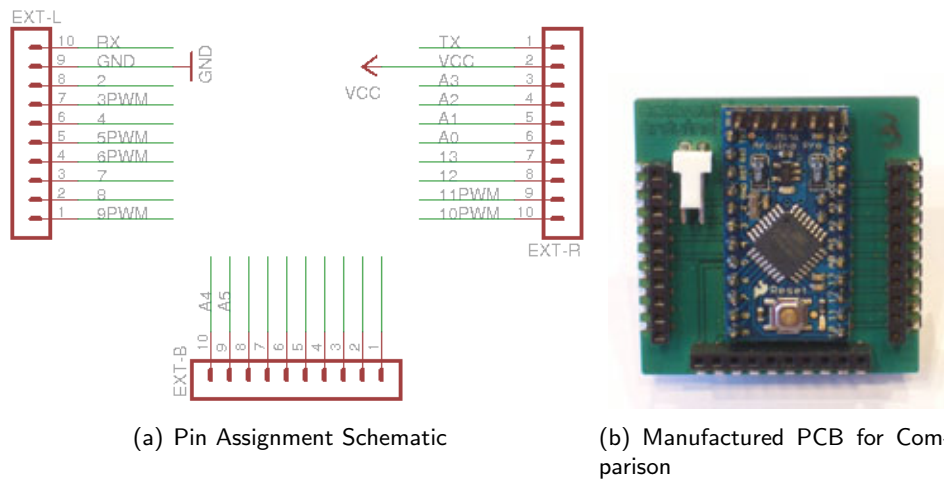 EXT-L
10 RX
9 GND
8 2
7 3PWM
6 4
5 5PWM
4 6PWM
3 7
2 8
1 9PWM
GND
TX 1
VCC 2
A3 3
A2 4
A1 5
A0 6
13 7
12 8
11PWM 9
10PWM 10
VCC
EXT-R
A4
A5
10
9
8
7
6
5
4
3
2
1
EXT-B
Arduino Pro
Reset
(a) Pin Assignment Schematic
(b) Manufactured PCB for Com-
parison